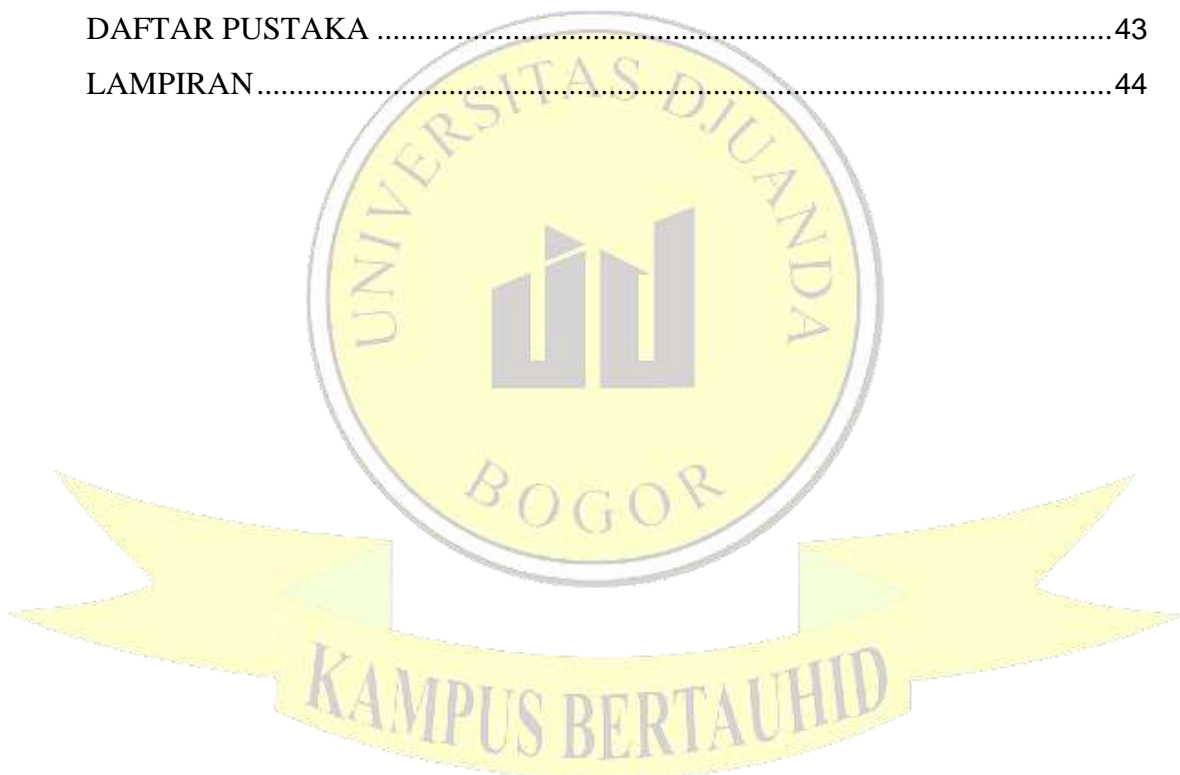 DAFTAR PUSTAKA ............................................................................................43
LAMPIRAN...........................................................................................................44
UNIVERSITAS DJUANDA
BOGOR
KAMPUS BERTAUHID